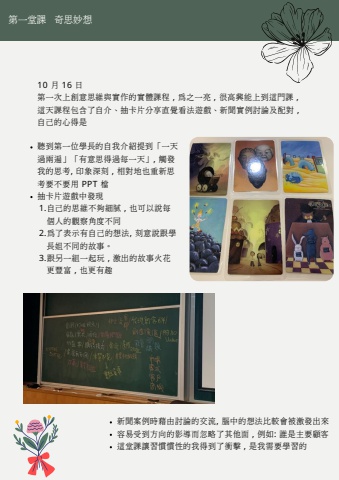 第一堂課　奇思妙想
10 月 16 日
第一次上創意思維與實作的實體課程，為之一亮，很高興能上到這門課，
這天課程包含了自介、抽卡片分享直覺看法遊戲、新聞實例討論及配對，
自己的心得是
• 聽到第一位學長的自我介紹提到「一天
過兩遍」「有意思得過每一天」，觸發
我的思考, 印象深刻，相對地也重新思
考要不要用 PPT 檔
• 抽卡片遊戲中發現
1.自己的思維不夠細膩，也可以說每
個人的觀察角度不同
2.為了表示有自己的想法, 刻意說跟學
長姐不同的故事。
3.跟另一組一起玩，激出的故事火花
更豐富，也更有趣
• 新聞案例時藉由討論的交流, 腦中的想法比較會被激發出來
• 容易受到方向的影導而忽略了其他面，例如: 誰是主要顧客
• 這堂課讓習慣慣性的我得到了衝擊，是我需要學習的